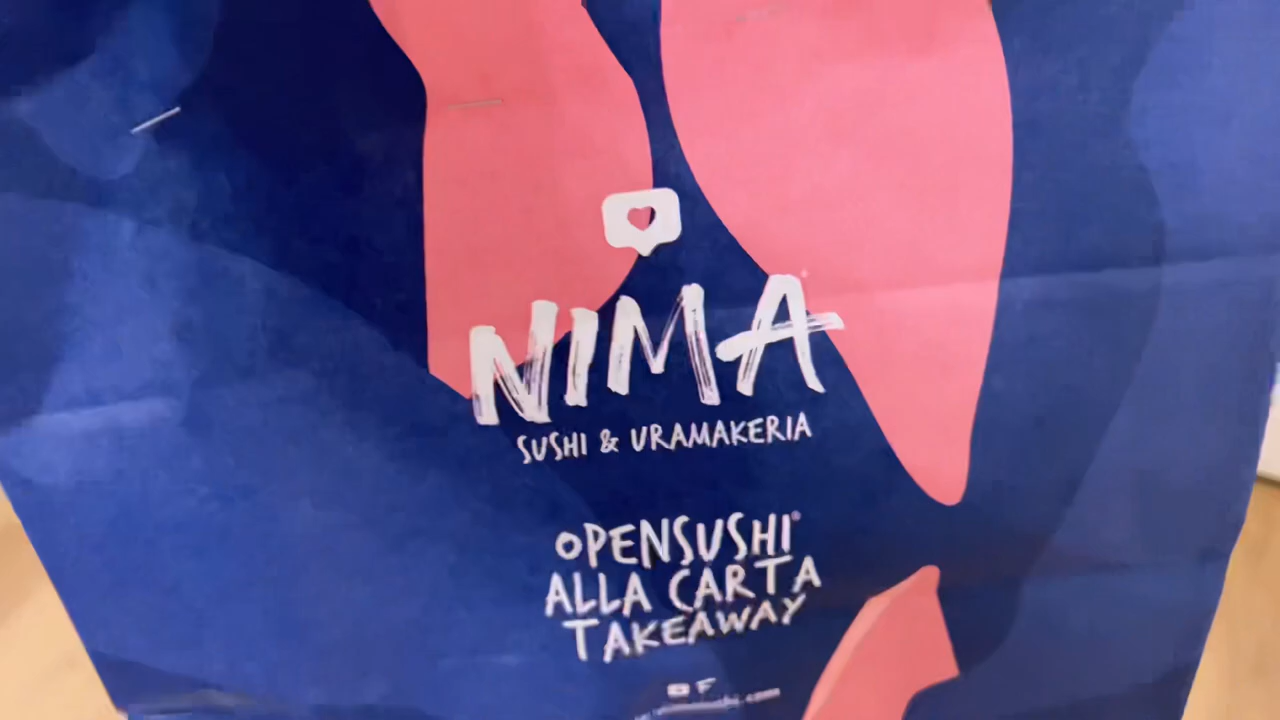 NIMA
SUSHI & URAMAKERIA
OPENSUSHI®
ALLA CARTA
TAKEAWAY